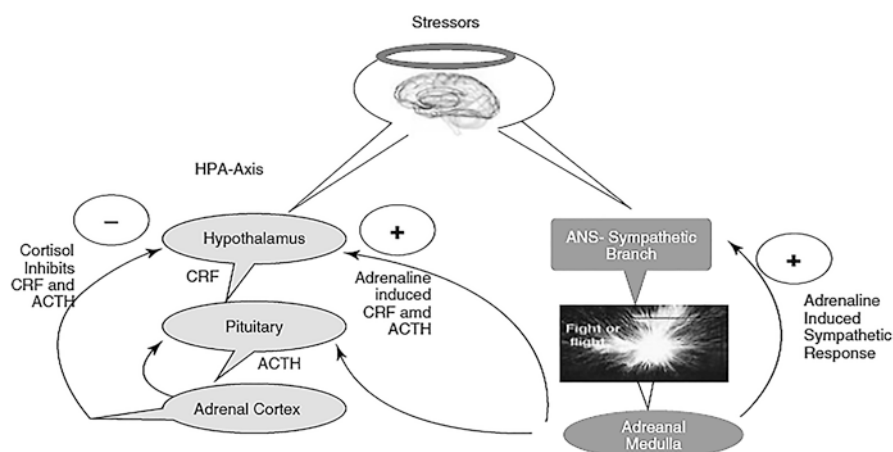 Stressors
HPA-Axis
−
Cortisol
Inhibits
CRF and
ACTH
Hypothalamus
CRF
+
Adrenaline
induced
CRF amd
ACTH
Pituitary
ACTH
Adrenal Cortex
ANS- Sympathetic
Branch
Fight or
flight
Adreanal
Medulla
+
Adrenaline
Induced
Sympathetic
Response